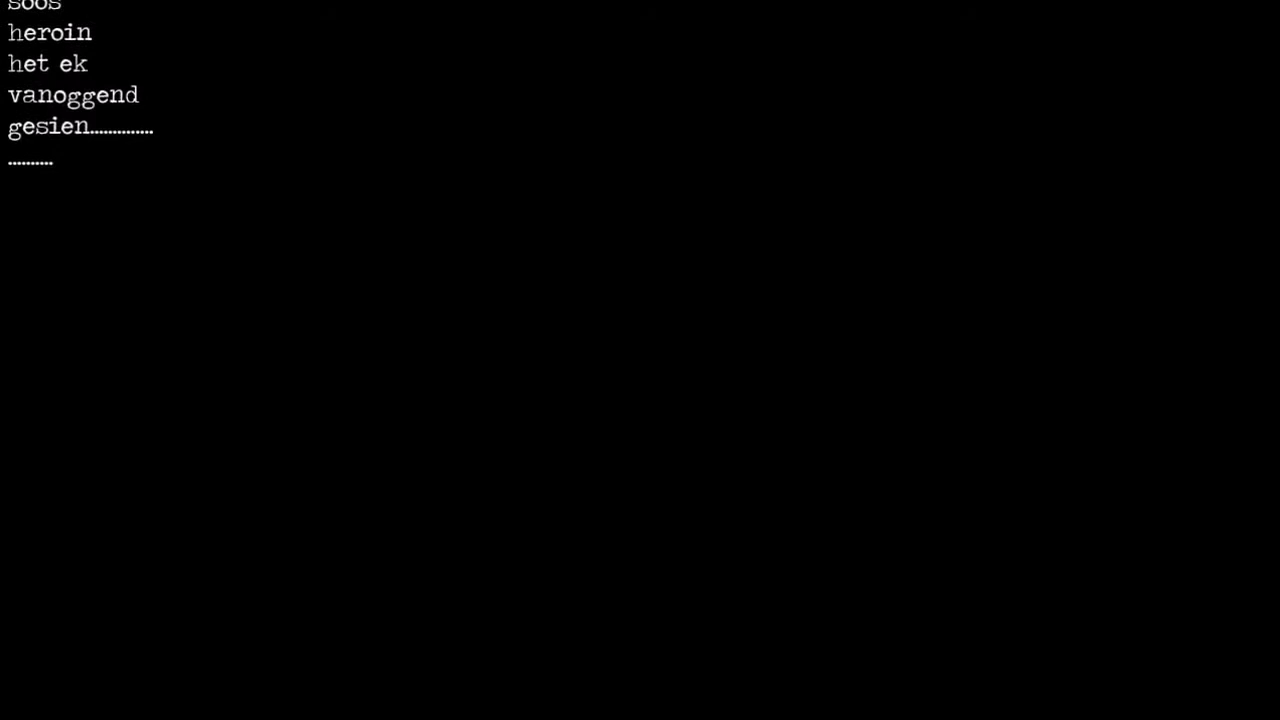 soos
heroin
het ek
vanoggend
gesien..............
..........